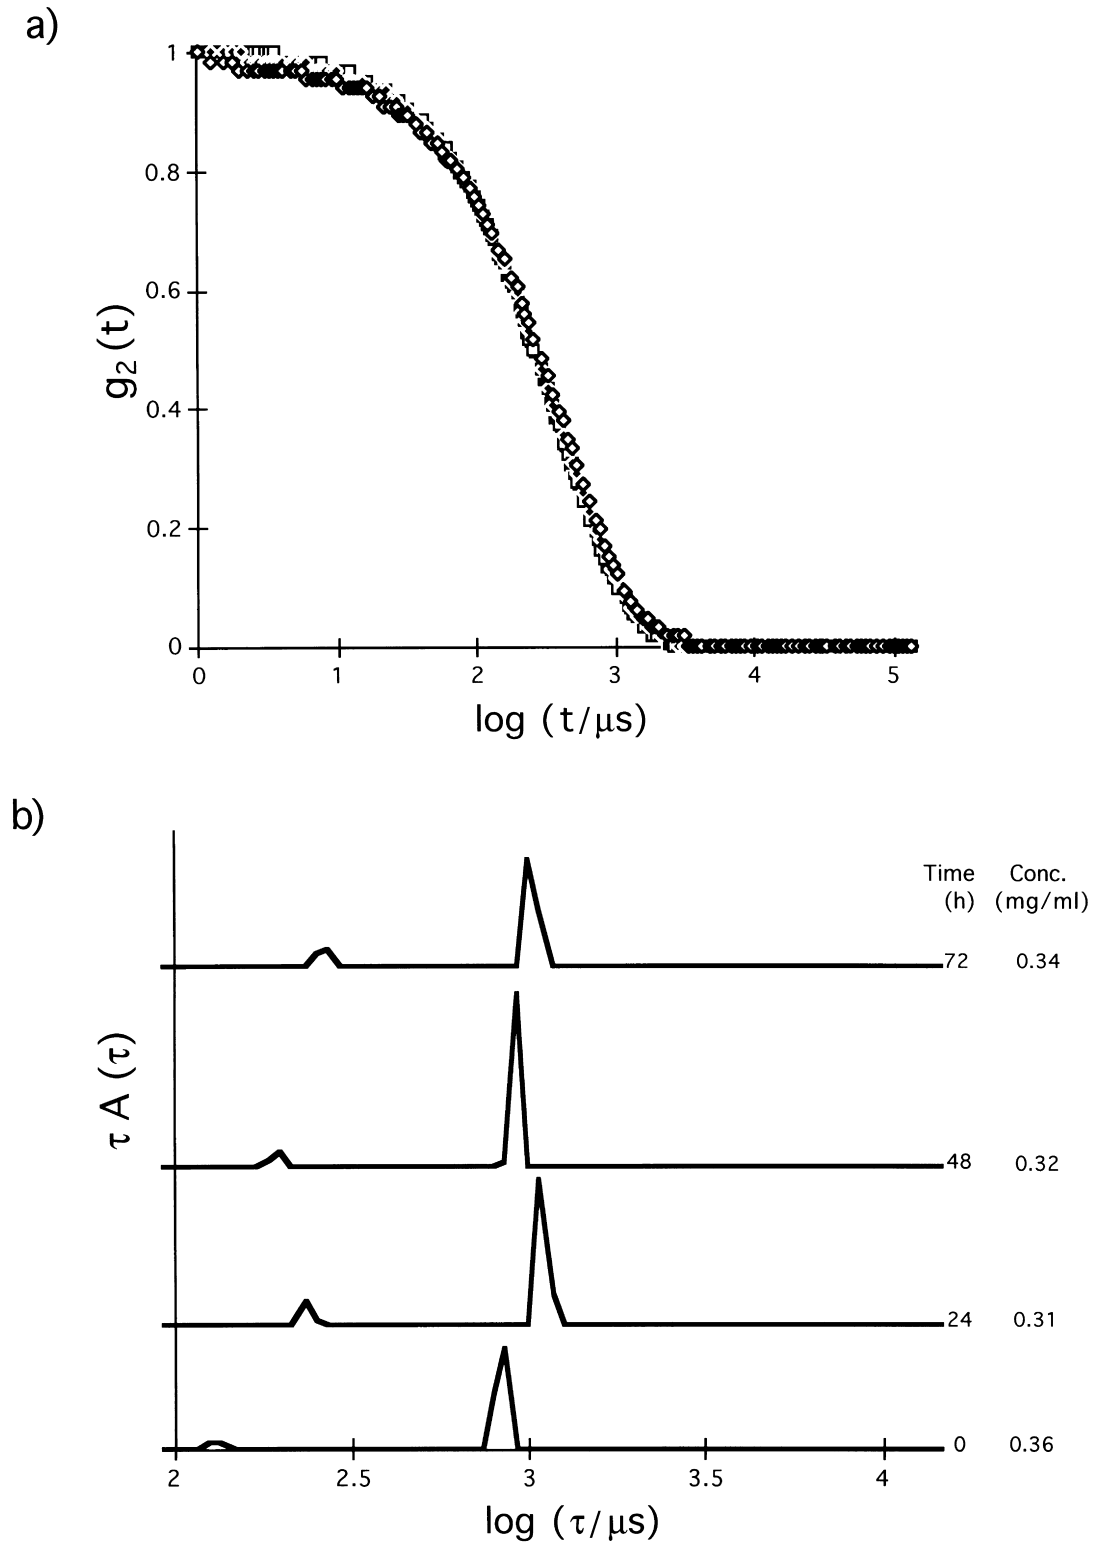 a)
1
0.8
0.6
0.4
0.2
0
g2(t)
0 1 2 3 4 5
log (t/μs)
b)
Time Conc.
(h) (mg/ml)
72 0.34
48 0.32
24 0.31
0 0.36
τ A (τ)
2 2.5 3 3.5 4
log (τ/μs)